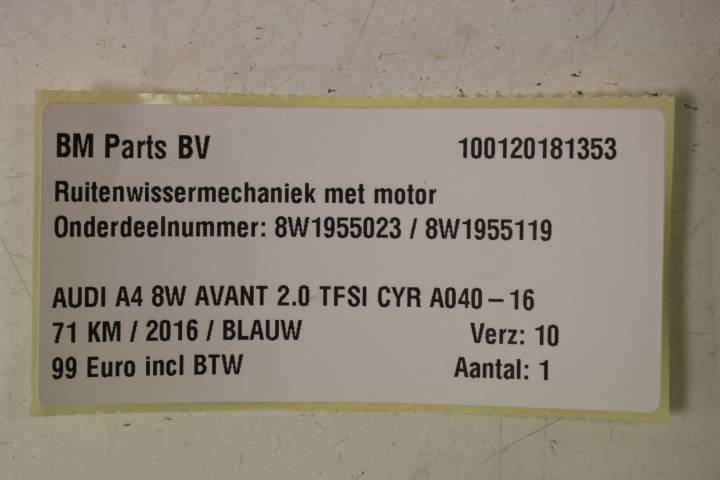 BM Parts BV 100120181353
Ruitenwissermechaniek met motor
Onderdeelnummer: 8W1955023 / 8W1955119
AUDI A4 8W AVANT 2.0 TFSI CYR A040-16
71 KM / 2016 / BLAUW Verz: 10
99 Euro incl BTW Aantal: 1